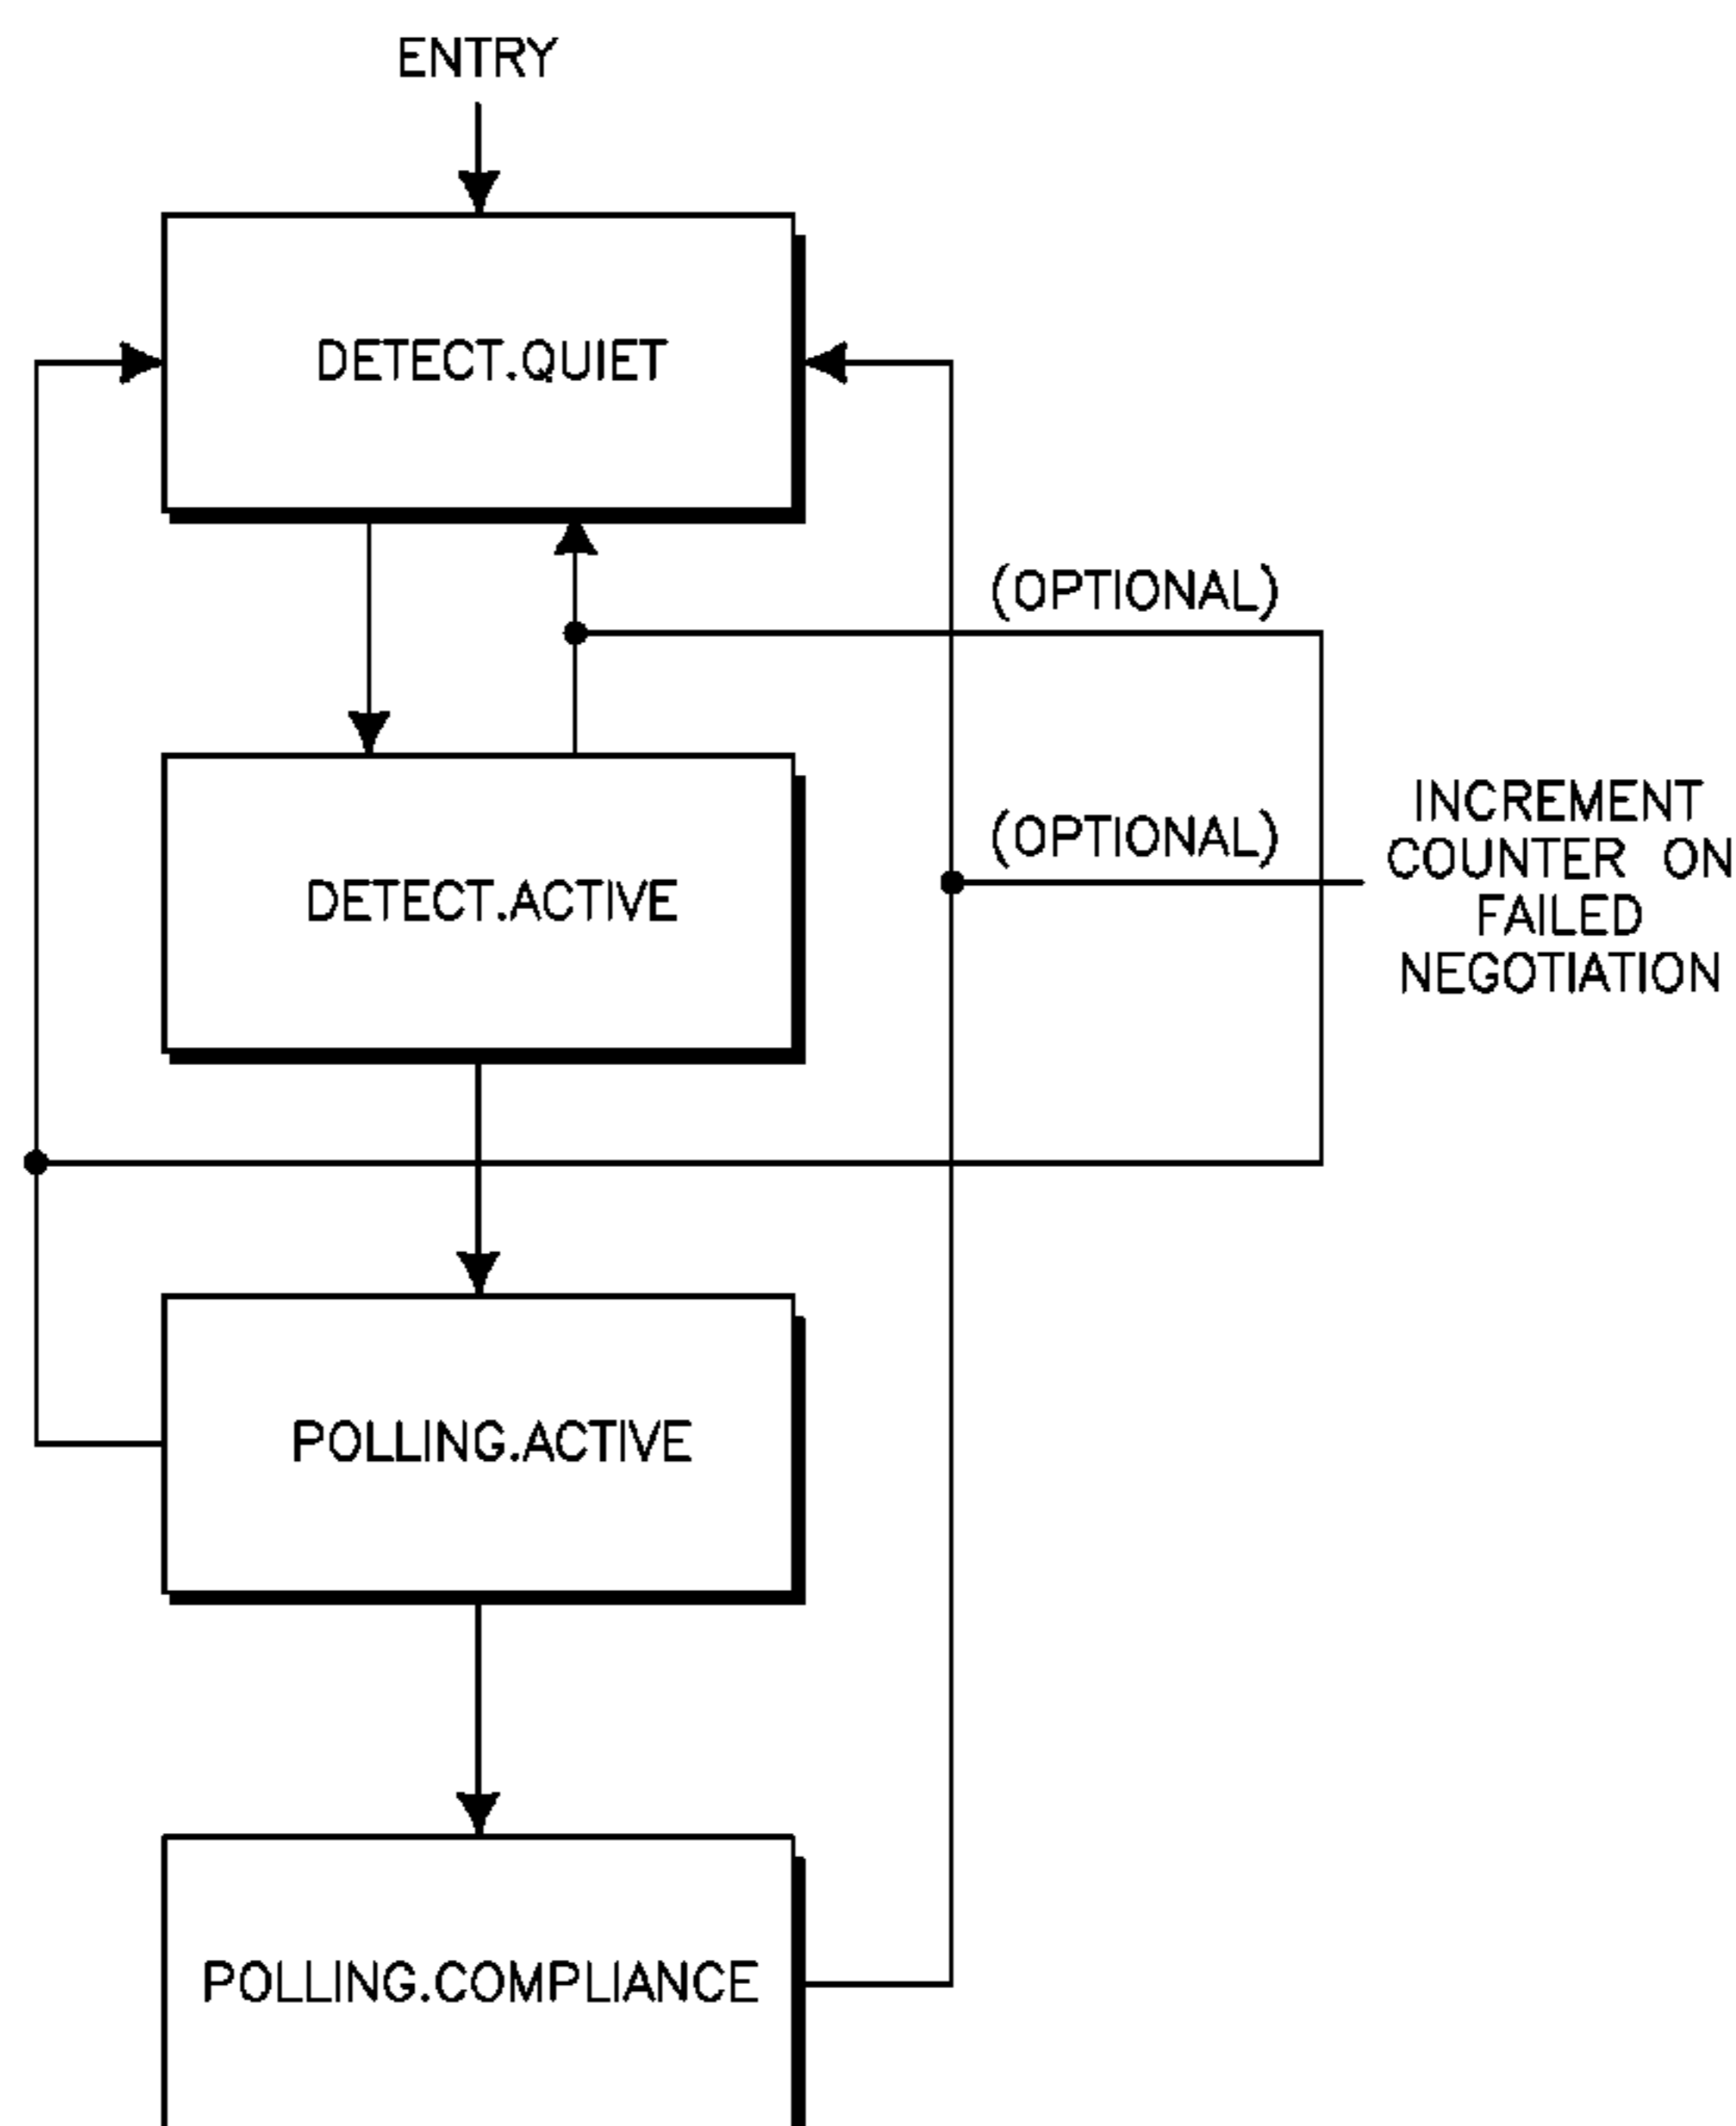 ENTRY
DETECT.QUIET
(OPTIONAL)
(OPTIONAL)
INCREMENT
COUNTER ON
FAILED
NEGOTIATION
DETECT.ACTIVE
POLLING.ACTIVE
POLLING.COMPLIANCE